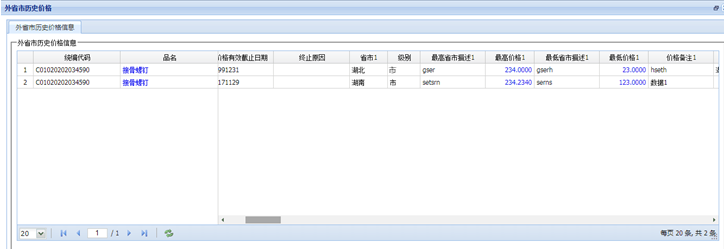 外省市历史价格
外省市历史价格信息
外省市历史价格信息
统编代码 品名 价格有效截止日期 终止原因 省市1 级别 最高省市描述1 最高价格1 最低省市描述1 最低价格1 价格备注1
1 C01020202034590 接骨螺钉 991231 湖北 市 gser 234.0000 gserh 23.0000 hseth
2 C01020202034590 接骨螺钉 171129 湖南 市 setsrn 234.2340 serns 123.0000 数据1
20 1 / 1 每页 20 条, 共 2 条